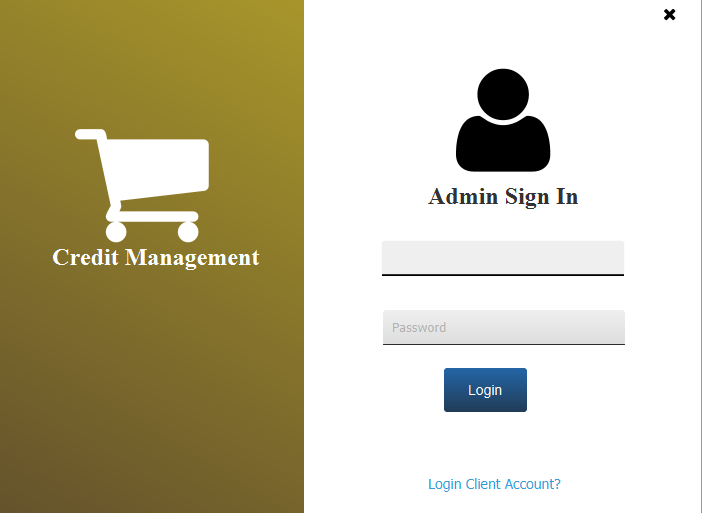 Credit Management
Admin Sign In
Password
Login
Login Client Account?